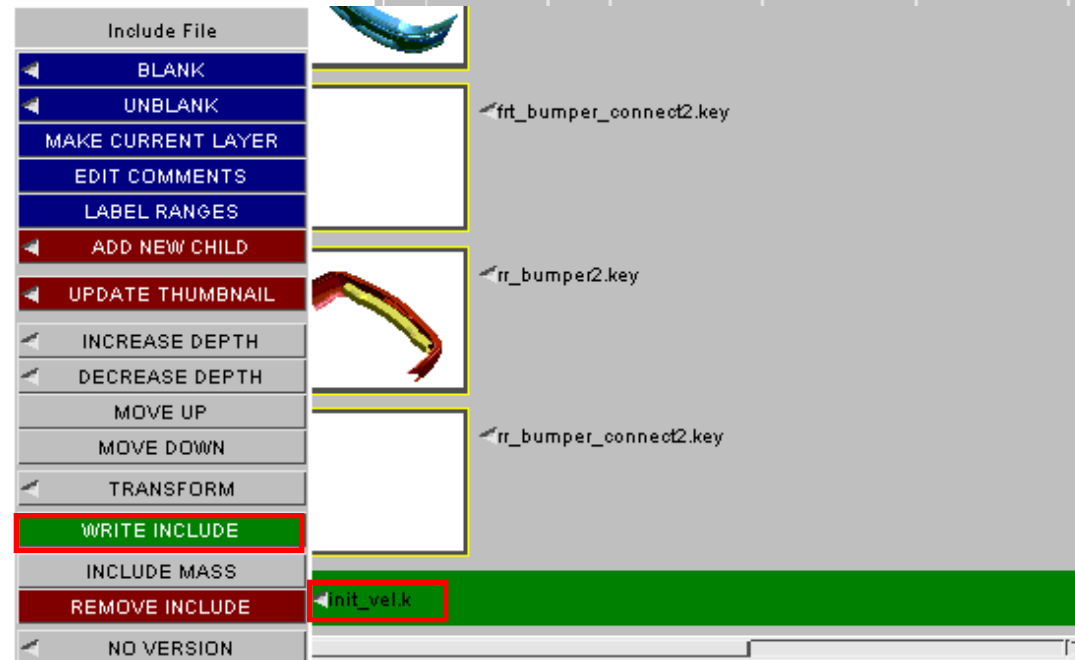 Include File
BLANK
UNBLANK
MAKE CURRENT LAYER
EDIT COMMENTS
LABEL RANGES
ADD NEW CHILD
UPDATE THUMBNAIL
INCREASE DEPTH
DECREASE DEPTH
MOVE UP
MOVE DOWN
TRANSFORM
WRITE INCLUDE
INCLUDE MASS
REMOVE INCLUDE
NO VERSION
frt_bumper_connect2.key
rr_bumper2.key
rr_bumper_connect2.key
init_vel.k